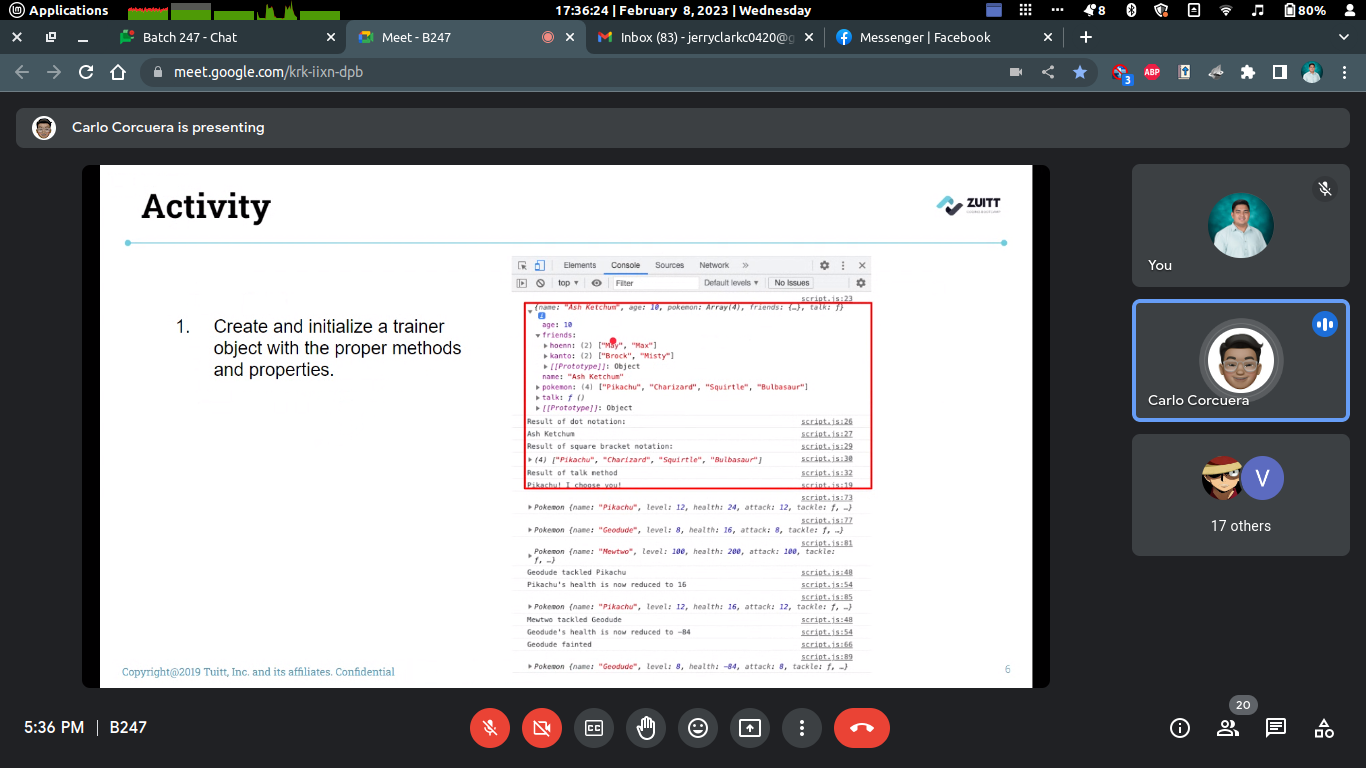 Applications
17:36:24 | February 8, 2023 | Wednesday
8
80%
Batch 247 - Chat
Meet - B247
Inbox (83) - jerryclarkc0420@g
Messenger | Facebook
meet.google.com/krk-iixn-dpb
3
ABP
Carlo Corcuera is presenting
Activity
ZUITT
1. Create and initialize a trainer
object with the proper methods
and properties.
Elements Console Sources Network »
top ▾ Filter Default levels ▾ No Issues
script.js:23
{name: "Ash Ketchum", age: 10, pokemon: Array(4), friends: {…}, talk: ƒ}
age: 10
friends:
hoenn: (2) ["May", "Max"]
kanto: (2) ["Brock", "Misty"]
[[Prototype]]: Object
name: "Ash Ketchum"
pokemon: (4) ["Pikachu", "Charizard", "Squirtle", "Bulbasaur"]
talk: ƒ ()
[[Prototype]]: Object
Result of dot notation: script.js:26
Ash Ketchum script.js:27
Result of square bracket notation: script.js:29
(4) ["Pikachu", "Charizard", "Squirtle", "Bulbasaur"] script.js:30
Result of talk method script.js:32
Pikachu! I choose you! script.js:19
script.js:73
Pokemon {name: "Pikachu", level: 12, health: 24, attack: 12, tackle: ƒ, …}
script.js:77
Pokemon {name: "Geodude", level: 8, health: 16, attack: 8, tackle: ƒ, …}
script.js:81
Pokemon {name: "Mewtwo", level: 100, health: 200, attack: 100, tackle:
ƒ, …}
Geodude tackled Pikachu script.js:48
Pikachu's health is now reduced to 16 script.js:54
script.js:85
Pokemon {name: "Pikachu", level: 12, health: 16, attack: 12, tackle: ƒ, …}
Mewtwo tackled Geodude script.js:48
Geodude's health is now reduced to -84 script.js:54
Geodude fainted script.js:66
script.js:89
Pokemon {name: "Geodude", level: 8, health: -84, attack: 8, tackle: ƒ, …}
Copyright@2019 Tuitt, Inc. and its affiliates. Confidential
6
You
Carlo Corcuera
V
17 others
5:36 PM | B247
CC
20